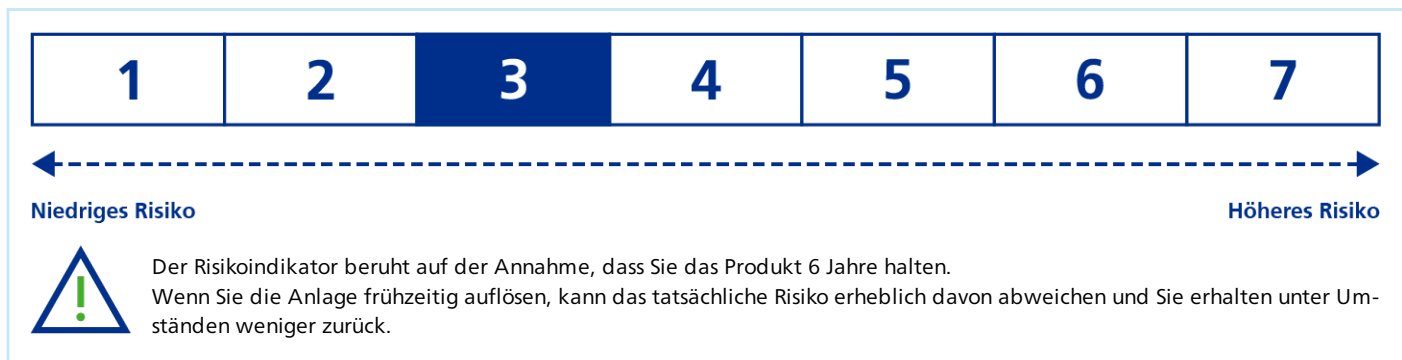 1 2 3 4 5 6 7
Niedriges Risiko Höheres Risiko
Der Risikoindikator beruht auf der Annahme, dass Sie das Produkt 6 Jahre halten.
Wenn Sie die Anlage frühzeitig auflösen, kann das tatsächliche Risiko erheblich davon abweichen und Sie erhalten unter Um-
ständen weniger zurück.